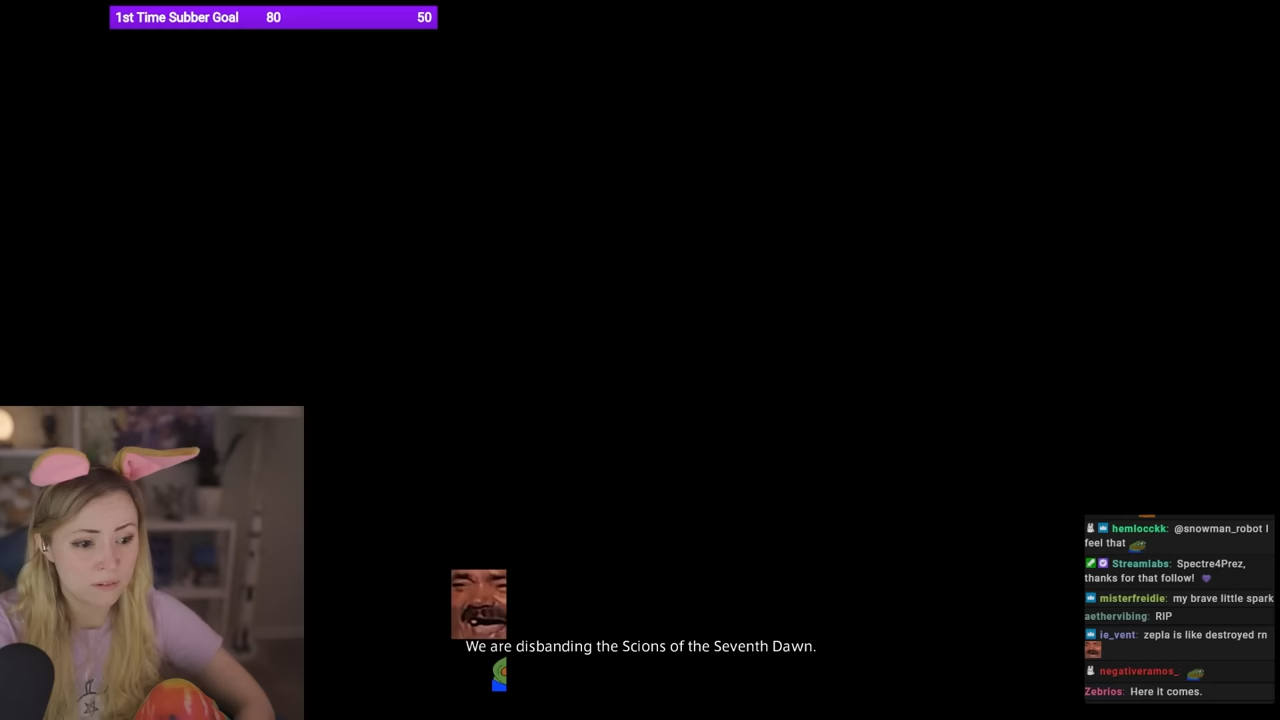 1st Time Subber Goal 80 50
We are disbanding the Scions of the Seventh Dawn.
hemlocckk: @snowman_robot I
feel that
Streamlabs: Spectre4Prez,
thanks for that follow!
misterfreidie: my brave little spark
aethervibing: RIP
ie_vent: zepla is like destroyed rn
negativeramos_:
Zebrios: Here it comes.